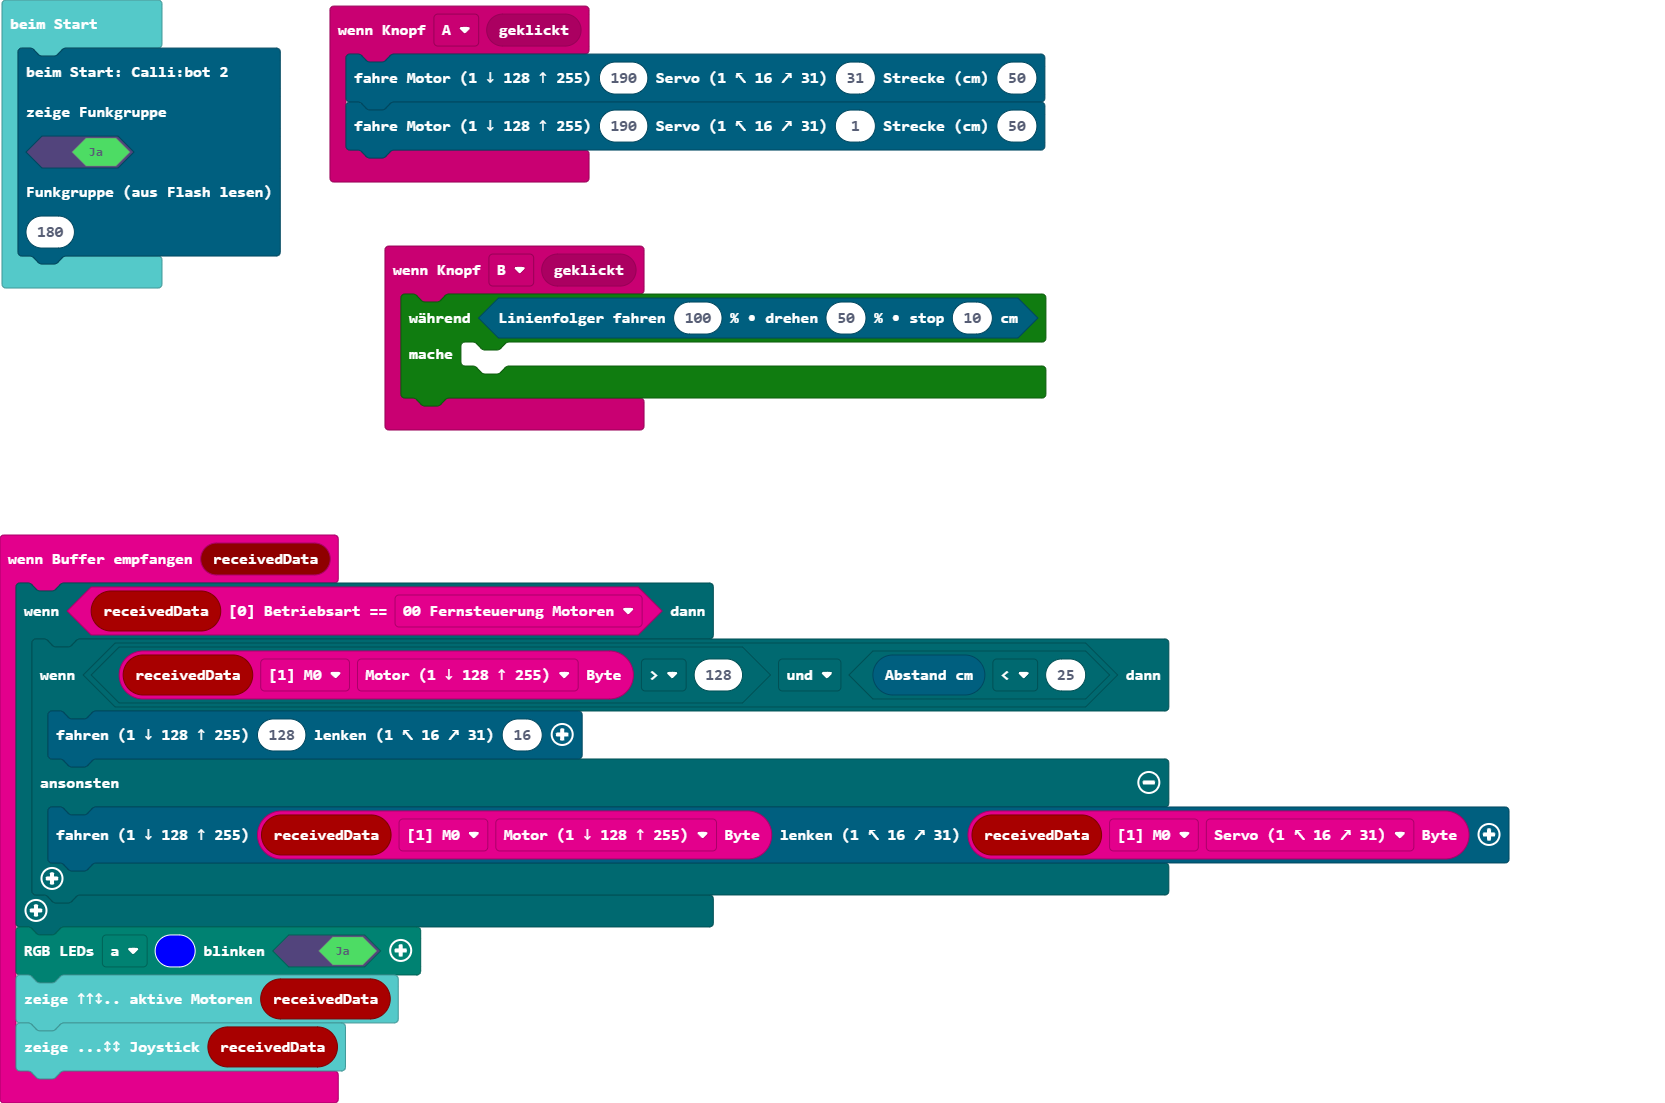 beim Start
beim Start: Calli:bot 2
zeige Funkgruppe
Ja
Funkgruppe (aus Flash lesen)
180
wenn Knopf A geklickt
fahre Motor (1 ↓ 128 ↑ 255) 190 Servo (1 ↖ 16 ↗ 31) 31 Strecke (cm) 50
fahre Motor (1 ↓ 128 ↑ 255) 190 Servo (1 ↖ 16 ↗ 31) 1 Strecke (cm) 50
wenn Knopf B geklickt
während Linienfolger fahren 100 % • drehen 50 % • stop 10 cm
mache
wenn Buffer empfangen receivedData
wenn receivedData [0] Betriebsart == 00 Fernsteuerung Motoren dann
wenn receivedData [1] M0 Motor (1 ↓ 128 ↑ 255) Byte > 128 und Abstand cm < 25 dann
fahren (1 ↓ 128 ↑ 255) 128 lenken (1 ↖ 16 ↗ 31) 16
ansonsten
fahren (1 ↓ 128 ↑ 255) receivedData [1] M0 Motor (1 ↓ 128 ↑ 255) Byte lenken (1 ↖ 16 ↗ 31) receivedData [1] M0 Servo (1 ↖ 16 ↗ 31) Byte
RGB LEDs a blinken Ja
zeige ↑↑↕.. aktive Motoren receivedData
zeige ...↕↕ Joystick receivedData